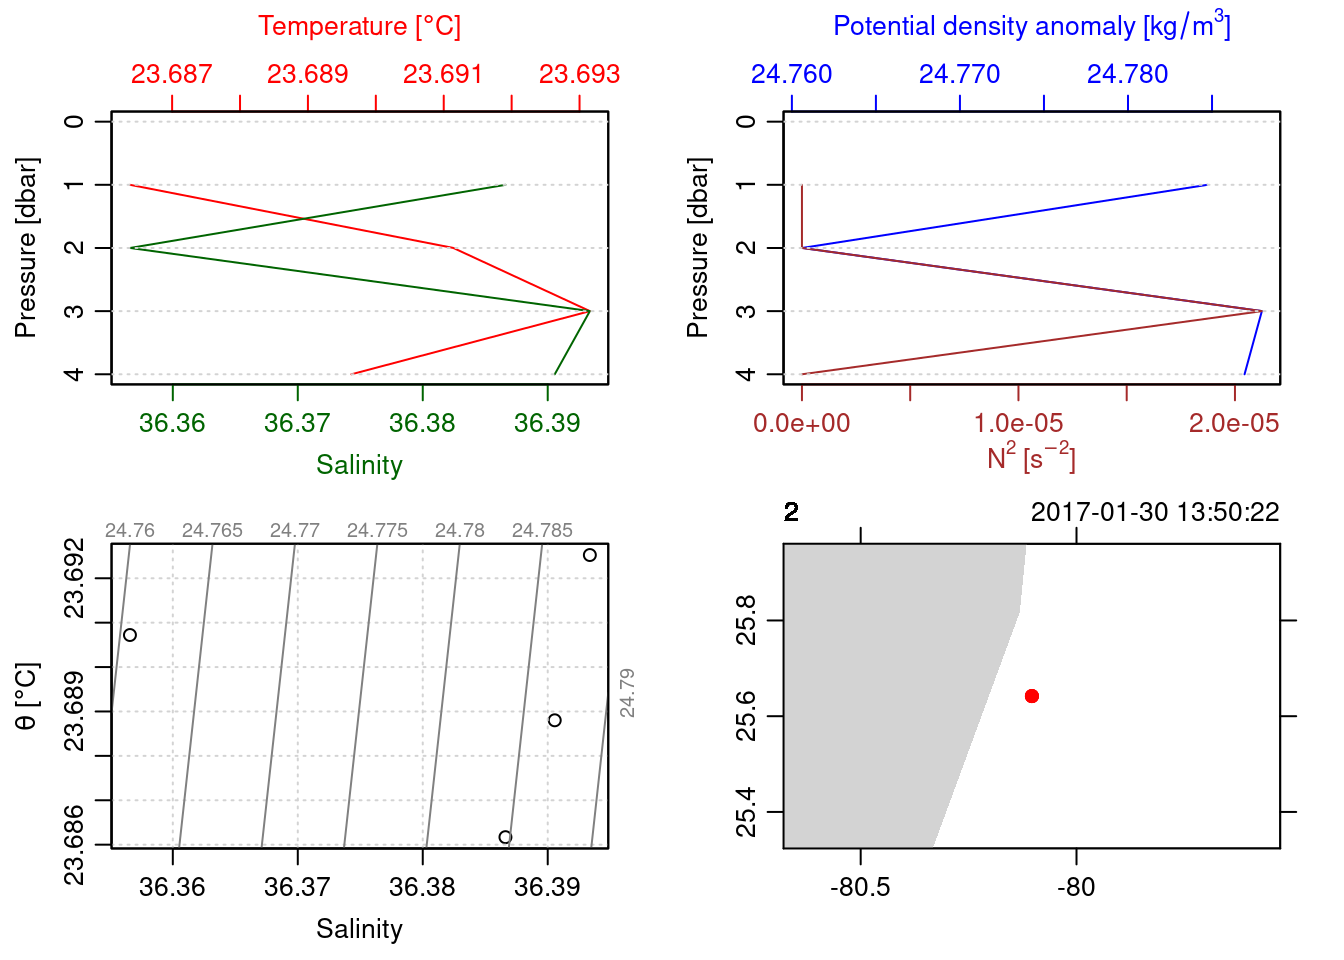 Temperature [°C]
23.687 23.689 23.691 23.693
0
1
2
3
4
Pressure [dbar]
36.36 36.37 36.38 36.39
Salinity
Potential density anomaly [kg/m³]
24.760 24.770 24.780
0
1
2
3
4
Pressure [dbar]
0.0e+00 1.0e-05 2.0e-05
N² [s⁻²]
24.76 24.765 24.77 24.775 24.78 24.785
24.79
23.692
23.689
23.686
θ [°C]
36.36 36.37 36.38 36.39
Salinity
2 2017-01-30 13:50:22
25.8
25.6
25.4
-80.5 -80